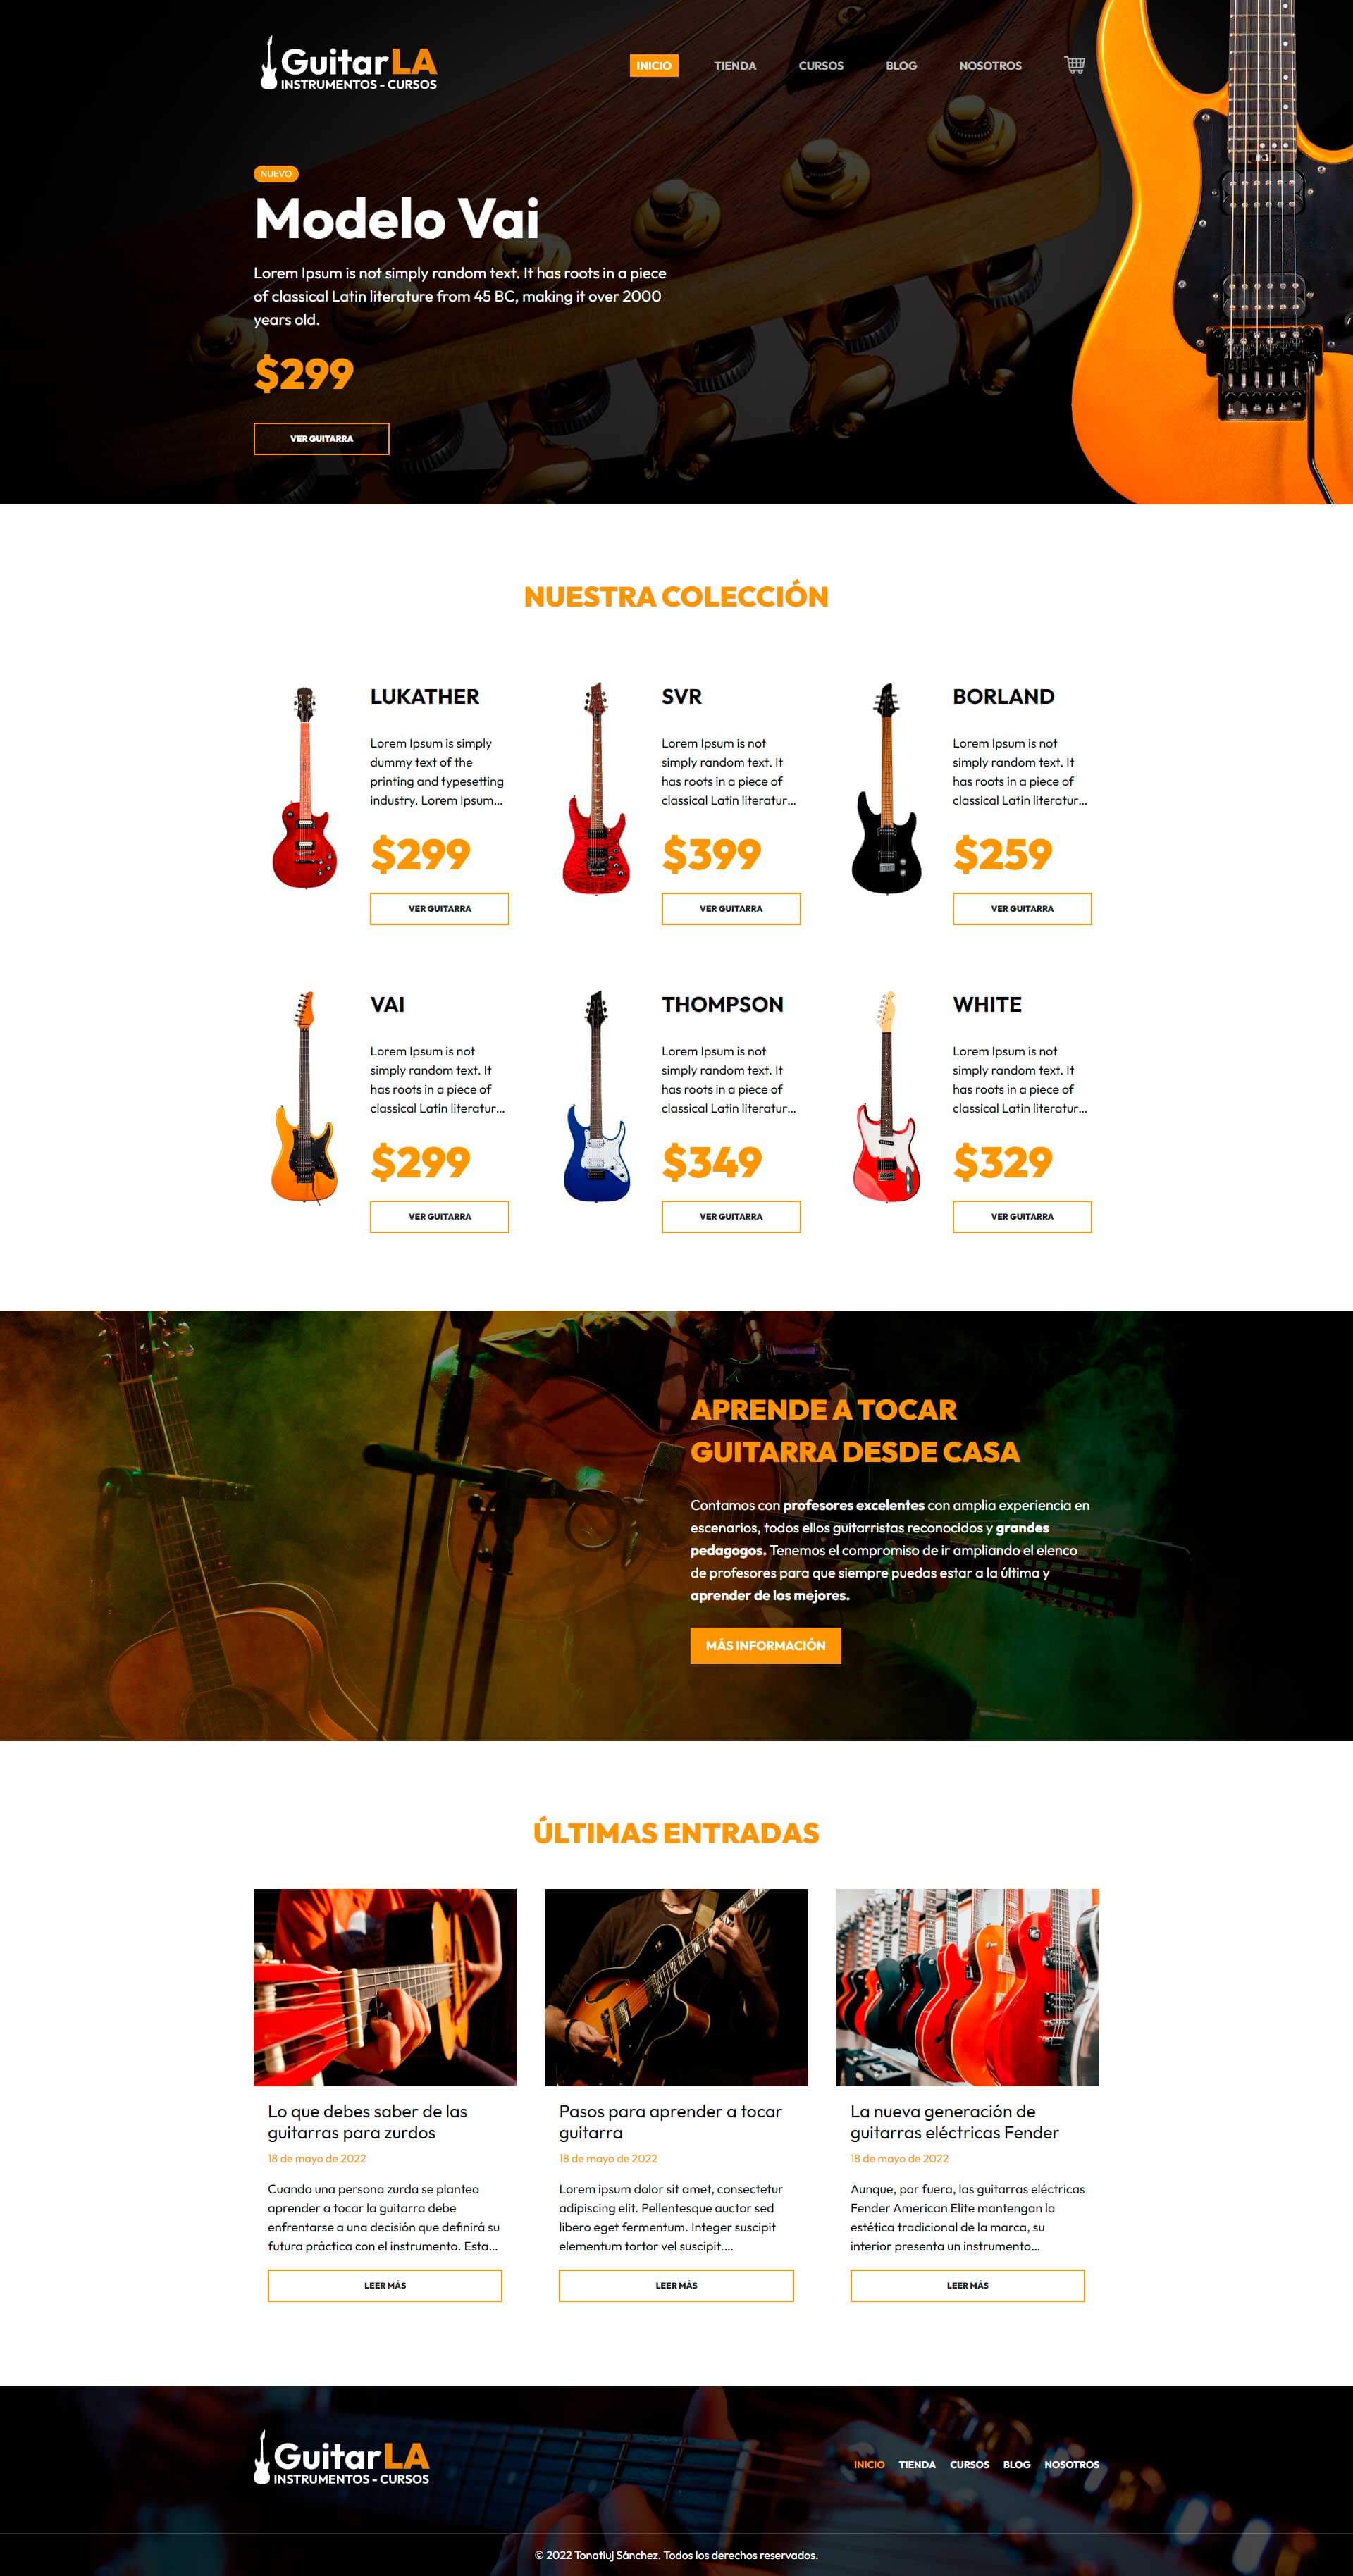 GuitarLA
INSTRUMENTOS - CURSOS
INICIO TIENDA CURSOS BLOG NOSOTROS
NUEVO
Modelo Vai
Lorem Ipsum is not simply random text. It has roots in a piece
of classical Latin literature from 45 BC, making it over 2000
years old.
$299
VER GUITARRA
NUESTRA COLECCIÓN
LUKATHER
Lorem Ipsum is simply
dummy text of the
printing and typesetting
industry. Lorem Ipsum...
$299
VER GUITARRA
SVR
Lorem Ipsum is not
simply random text. It
has roots in a piece of
classical Latin literatur...
$399
VER GUITARRA
BORLAND
Lorem Ipsum is not
simply random text. It
has roots in a piece of
classical Latin literatur...
$259
VER GUITARRA
VAI
Lorem Ipsum is not
simply random text. It
has roots in a piece of
classical Latin literatur...
$299
VER GUITARRA
THOMPSON
Lorem Ipsum is not
simply random text. It
has roots in a piece of
classical Latin literatur...
$349
VER GUITARRA
WHITE
Lorem Ipsum is not
simply random text. It
has roots in a piece of
classical Latin literatur...
$329
VER GUITARRA
APRENDE A TOCAR
GUITARRA DESDE CASA
Contamos con profesores excelentes con amplia experiencia en
escenarios, todos ellos guitarristas reconocidos y grandes
pedagogos. Tenemos el compromiso de ir ampliando el elenco
de profesores para que siempre puedas estar a la última y
aprender de los mejores.
MÁS INFORMACIÓN
ÚLTIMAS ENTRADAS
Lo que debes saber de las
guitarras para zurdos
18 de mayo de 2022
Cuando una persona zurda se plantea
aprender a tocar la guitarra debe
enfrentarse a una decisión que definirá su
futura práctica con el instrumento. Esta...
LEER MÁS
Pasos para aprender a tocar
guitarra
18 de mayo de 2022
Lorem ipsum dolor sit amet, consectetur
adipiscing elit. Pellentesque auctor sed
libero eget fermentum. Integer suscipit
elementum tortor vel suscipit....
LEER MÁS
La nueva generación de
guitarras eléctricas Fender
18 de mayo de 2022
Aunque, por fuera, las guitarras eléctricas
Fender American Elite mantengan la
estética tradicional de la marca, su
interior presenta un instrumento...
LEER MÁS
GuitarLA
INSTRUMENTOS - CURSOS
INICIO TIENDA CURSOS BLOG NOSOTROS
© 2022 Tonatiuj Sánchez. Todos los derechos reservados.